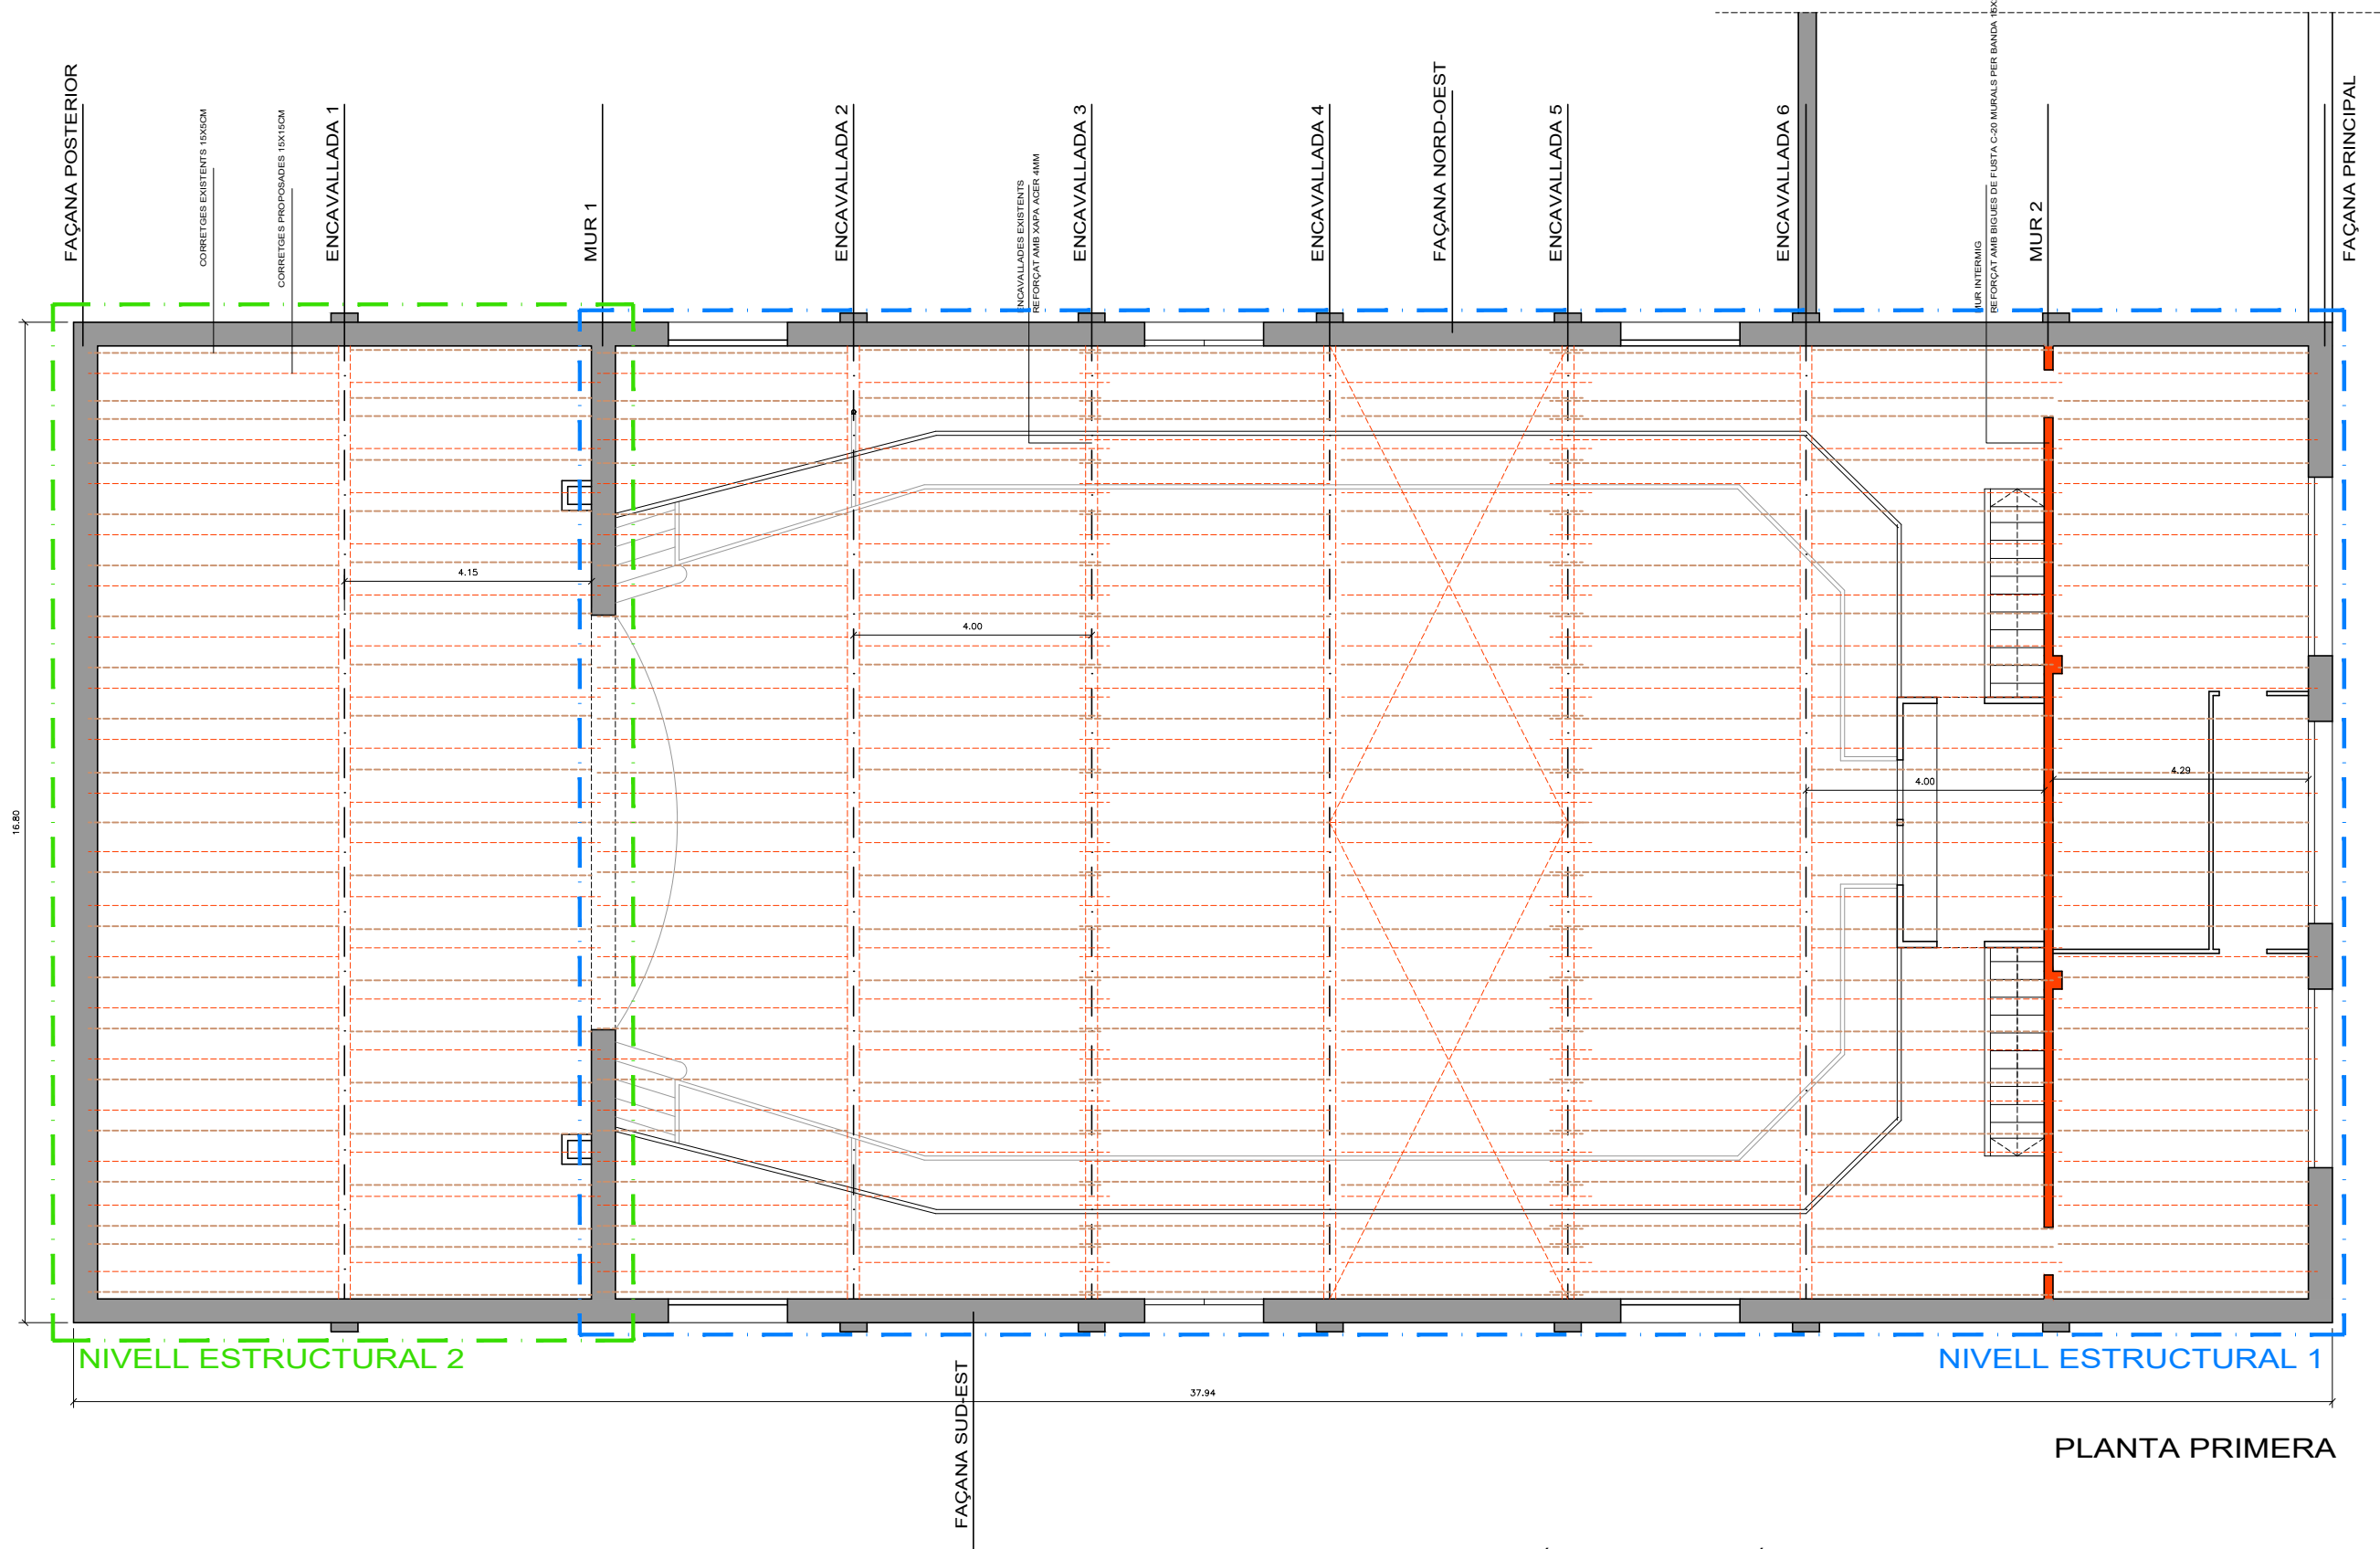 FAÇANA POSTERIOR
CORRETGES EXISTENTS 15X5CM
CORRETGES PROPOSADES 15X15CM
ENCAVALLADA 1
MUR 1
ENCAVALLADA 2
ENCAVALLADES EXISTENTS
REFORÇAT AMB XAPA ACER 4MM
ENCAVALLADA 3
ENCAVALLADA 4
FAÇANA NORD-OEST
ENCAVALLADA 5
ENCAVALLADA 6
MUR INTERMIG
REFORÇAT AMB BIGUES DE FUSTA C-20 MURALS PER BANDA
MUR 2
FAÇANA PRINCIPAL
4.15
4.00
4.00
4.29
16.80
NIVELL ESTRUCTURAL 2
NIVELL ESTRUCTURAL 1
37.94
FAÇANA SUD-EST
PLANTA PRIMERA